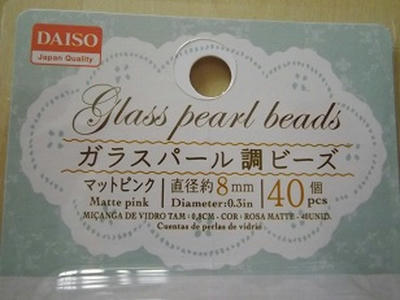 DAISO
Japan Quality
Glass pearl beads
ガラスパール調ビーズ
マットピンク 直径約8mm 40個
Matte pink Diameter:0.3in pcs
MIÇANGA DE VIDRO TAM : 0,8CM - COR : ROSA MATTE - 40UNID.
Cuentas de perlas de vidrio